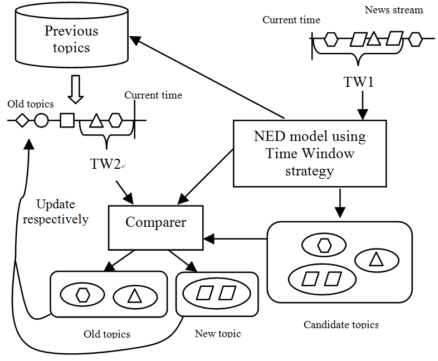 Previous
topics
News stream
Current time
TW1
Old topics
Current time
TW2
NED model using
Time Window
strategy
Update
respectively
Comparer
Old topics
New topic
Candidate topics